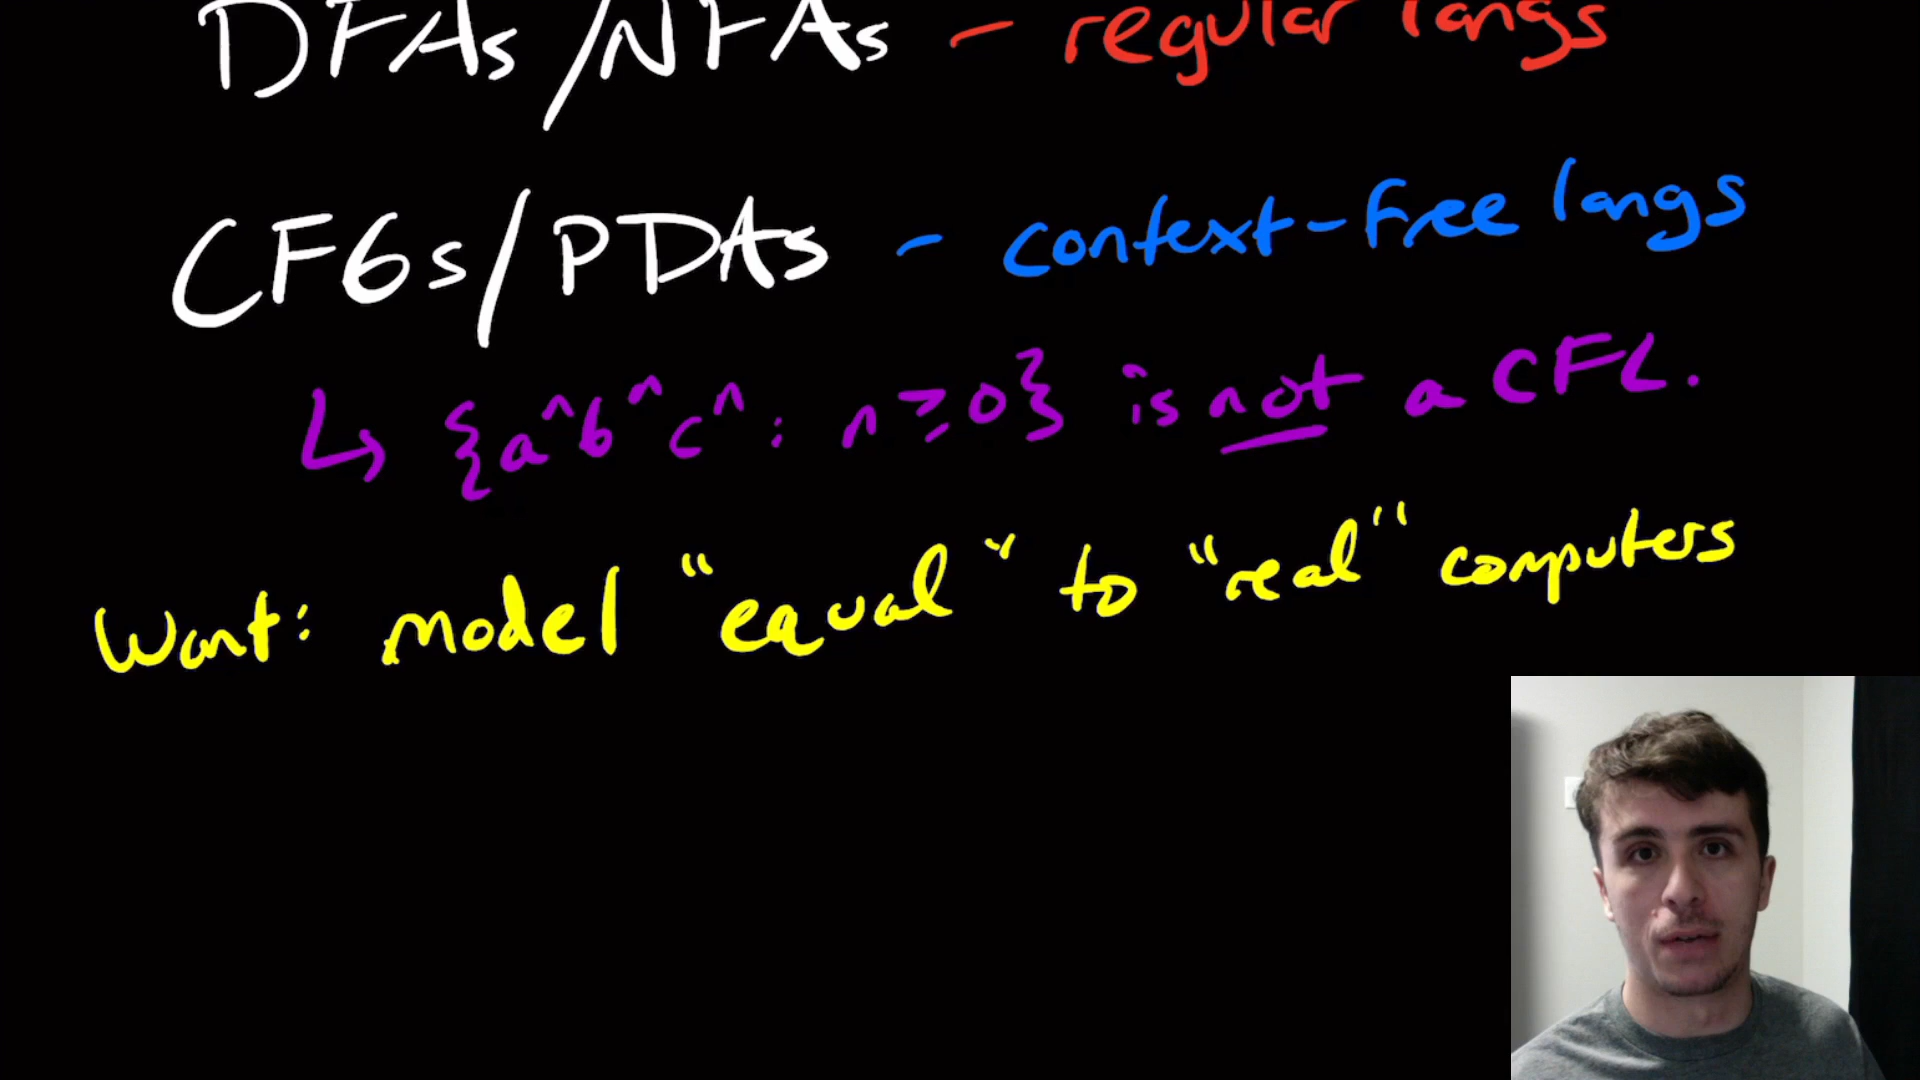 DFAs/NFAs - regular langs
CFGs/PDAs - context-free langs
↳ {aⁿbⁿcⁿ: n ≥ 0} is not a CFL.
Want: model "equal" to "real" computers